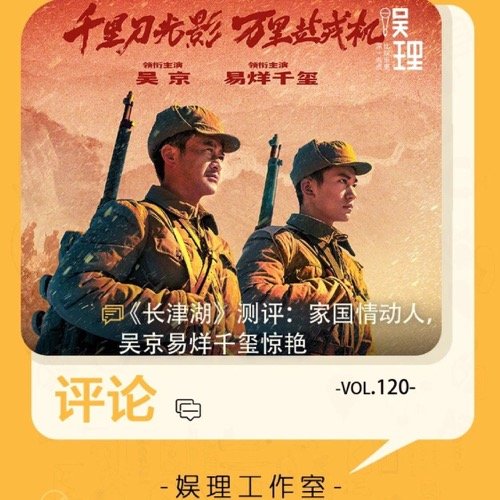 千里刀光影 万里赴戎机
娱理
领衔主演 领衔主演
吴京 易烊千玺
《长津湖》测评：家国情动人，
吴京易烊千玺惊艳
评论
-VOL.120-
-娱理工作室-